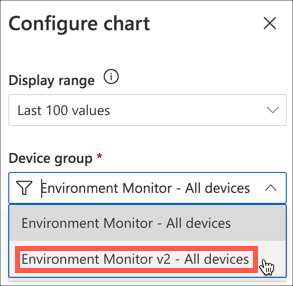 Configure chart
Display range
Last 100 values
Device group *
Environment Monitor - All devices
Environment Monitor - All devices
Environment Monitor v2 - All devices